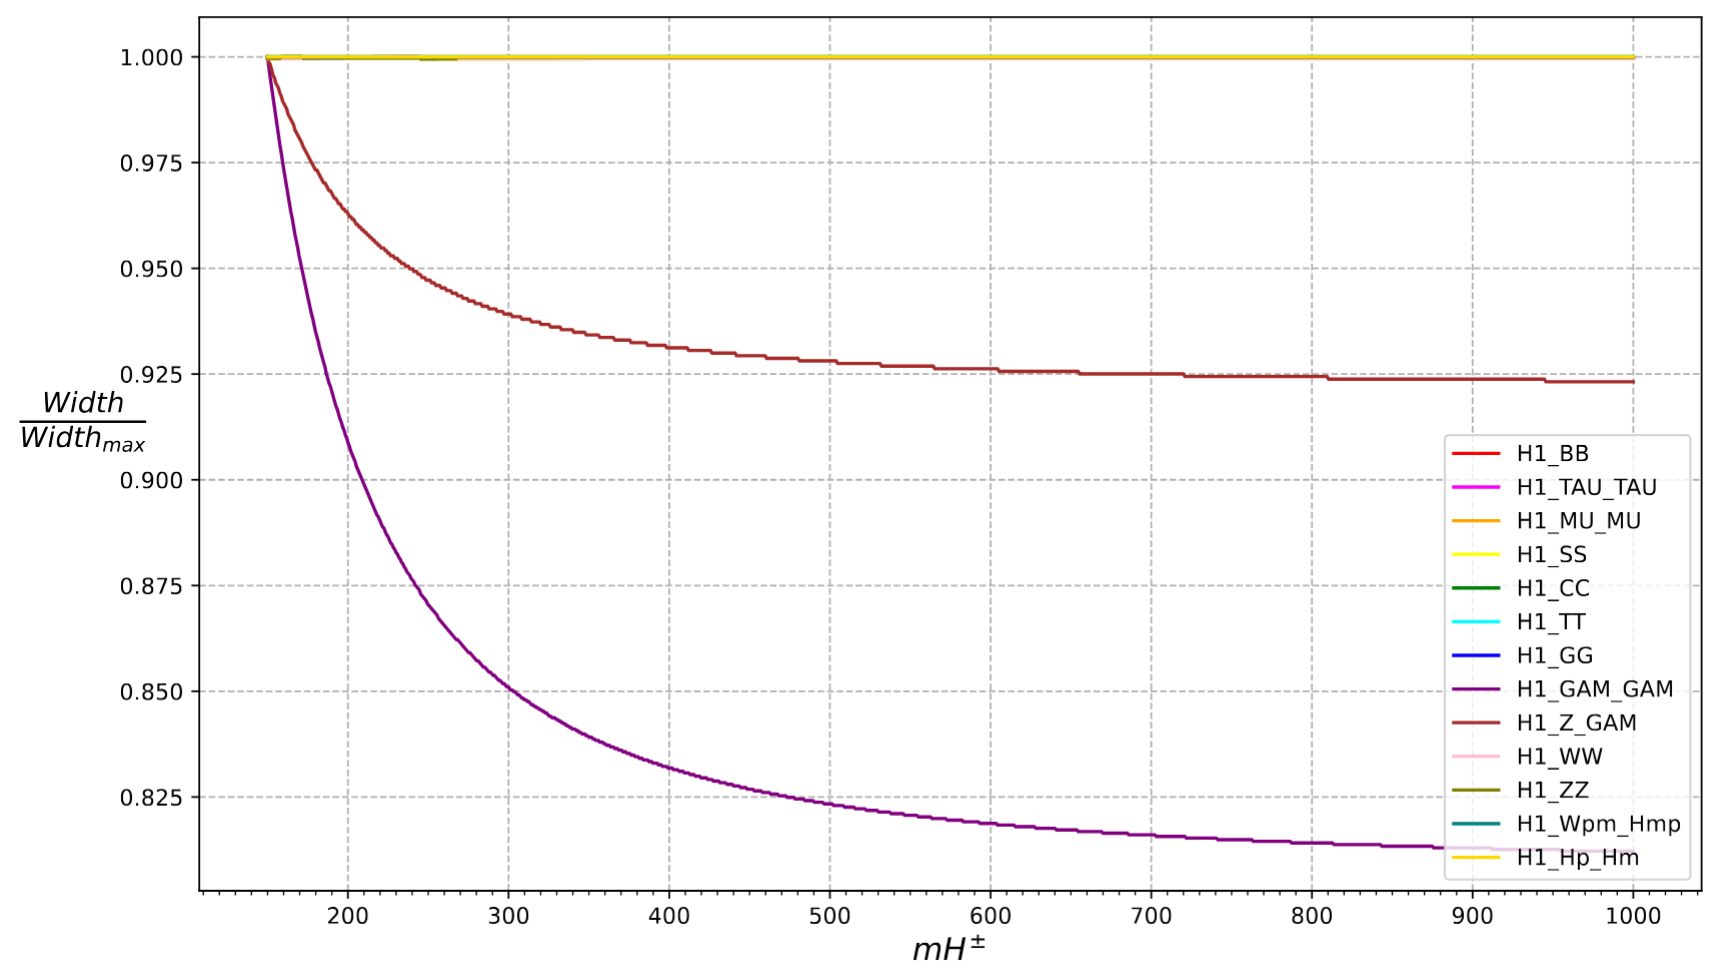 1.000
0.975
0.950
0.925
0.900
0.875
0.850
0.825
Width
Width_max
H1_BB
H1_TAU_TAU
H1_MU_MU
H1_SS
H1_CC
H1_TT
H1_GG
H1_GAM_GAM
H1_Z_GAM
H1_WW
H1_ZZ
H1_Wpm_Hmp
H1_Hp_Hm
200 300 400 500 600 700 800 900 1000
mH^±